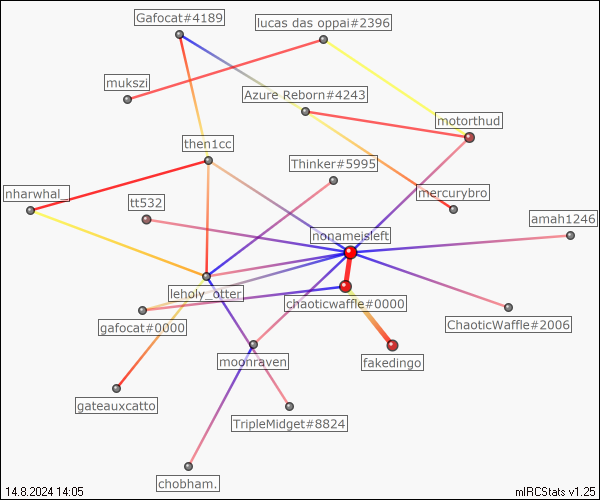 Gafocat#4189
lucas das oppai#2396
mukszi
Azure Reborn#4243
motorthud
then1cc
Thinker#5995
nharwhal_
tt532
mercurybro
amah1246
nonameisleft
leholy_otter
chaoticwaffle#0000
gafocat#0000
ChaoticWaffle#2006
moonraven
fakedingo
gateauxcatto
TripleMidget#8824
chobham.
14.8.2024 14:05
mIRCStats v1.25